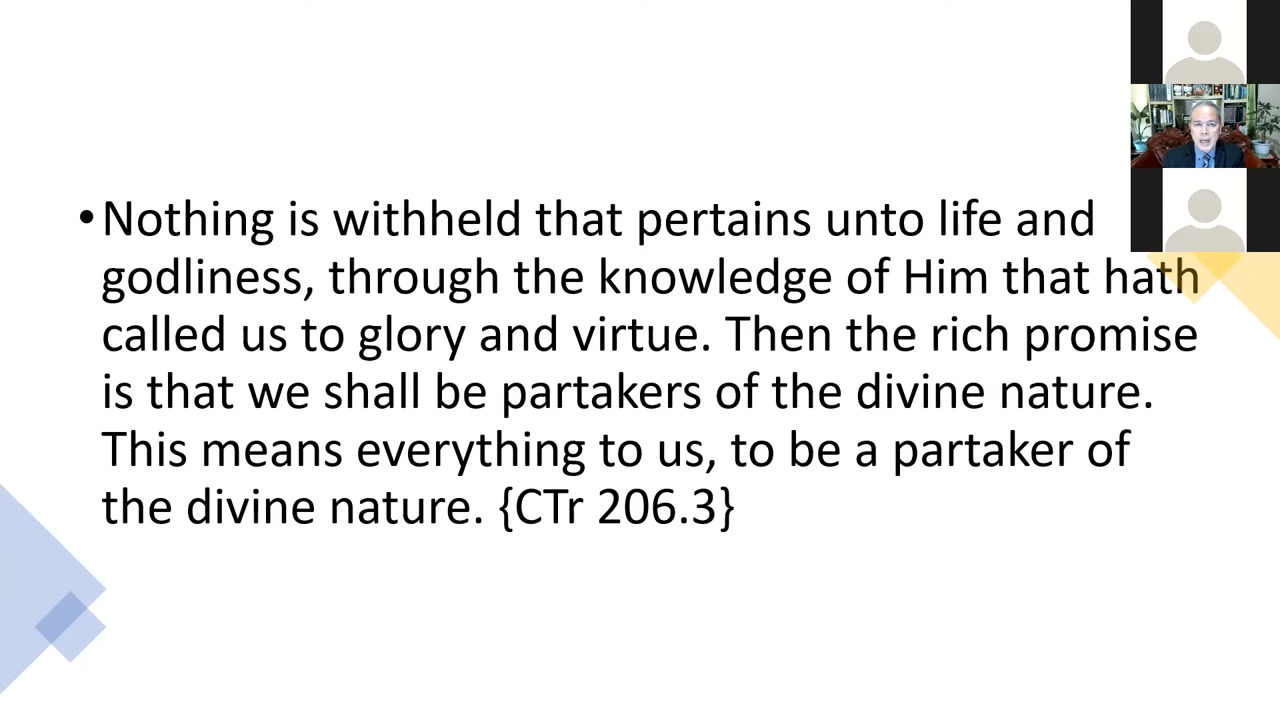 •Nothing is withheld that pertains unto life and
godliness, through the knowledge of Him that hath
called us to glory and virtue. Then the rich promise
is that we shall be partakers of the divine nature.
This means everything to us, to be a partaker of
the divine nature. {CTr 206.3}